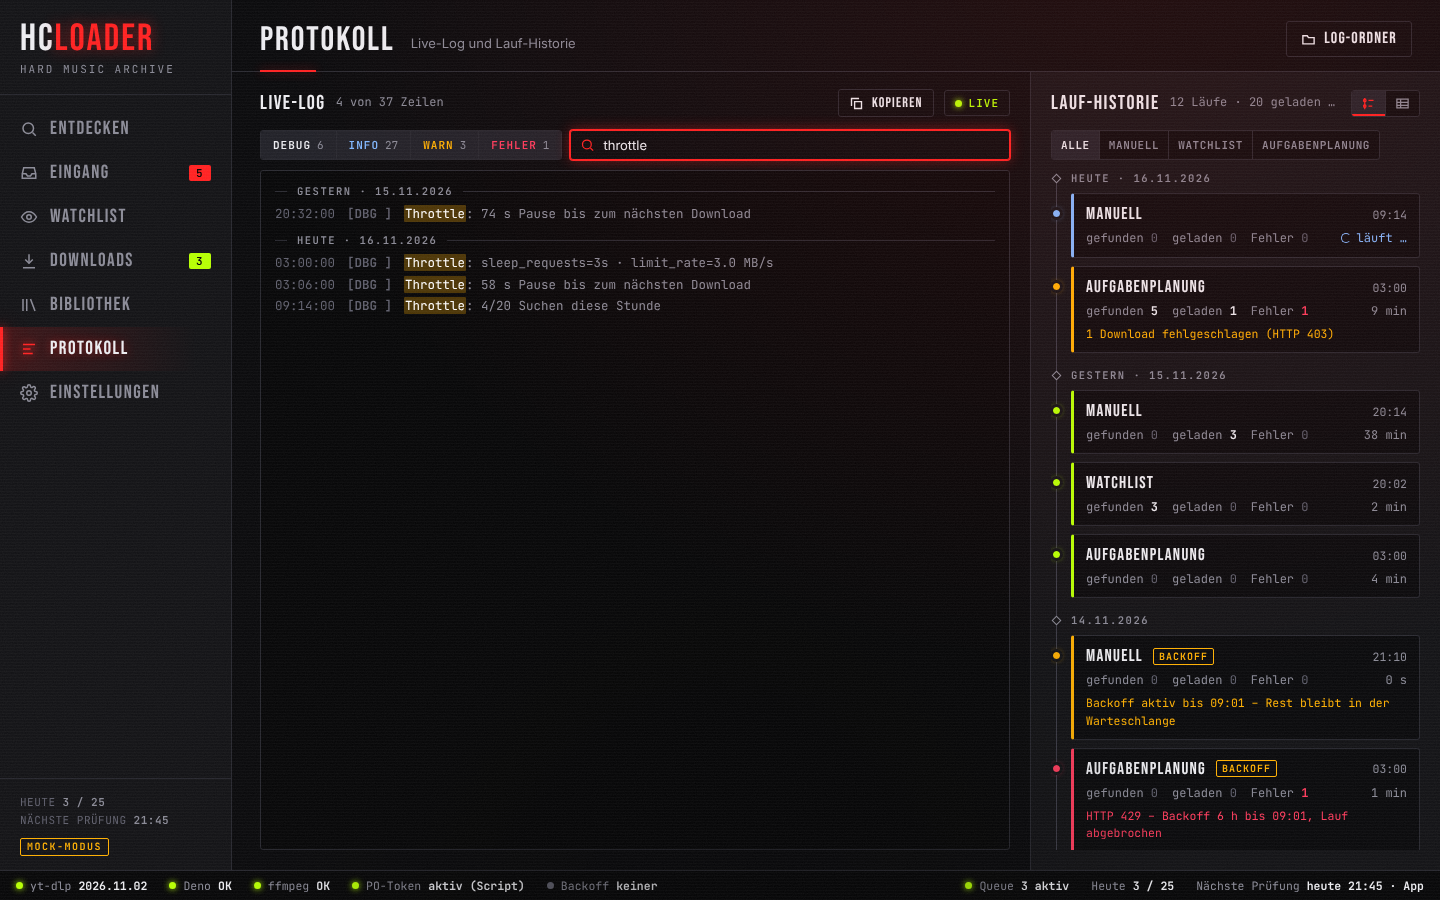 HCLOADER
HARD MUSIC ARCHIVE
ENTDECKEN
EINGANG 5
WATCHLIST
DOWNLOADS 3
BIBLIOTHEK
PROTOKOLL
EINSTELLUNGEN
HEUTE 3 / 25
NÄCHSTE PRÜFUNG 21:45
MOCK-MODUS
PROTOKOLL Live-Log und Lauf-Historie
LOG-ORDNER
LIVE-LOG 4 von 37 Zeilen
KOPIEREN
LIVE
DEBUG 6 INFO 27 WARN 3 FEHLER 1
throttle
GESTERN · 15.11.2026
20:32:00 [DBG ] Throttle: 74 s Pause bis zum nächsten Download
HEUTE · 16.11.2026
03:00:00 [DBG ] Throttle: sleep_requests=3s · limit_rate=3.0 MB/s
03:06:00 [DBG ] Throttle: 58 s Pause bis zum nächsten Download
09:14:00 [DBG ] Throttle: 4/20 Suchen diese Stunde
LAUF-HISTORIE 12 Läufe · 20 geladen …
ALLE MANUELL WATCHLIST AUFGABENPLANUNG
HEUTE · 16.11.2026
MANUELL 09:14
gefunden 0 geladen 0 Fehler 0 läuft …
AUFGABENPLANUNG 03:00
gefunden 5 geladen 1 Fehler 1 9 min
1 Download fehlgeschlagen (HTTP 403)
GESTERN · 15.11.2026
MANUELL 20:14
gefunden 0 geladen 3 Fehler 0 38 min
WATCHLIST 20:02
gefunden 3 geladen 0 Fehler 0 2 min
AUFGABENPLANUNG 03:00
gefunden 0 geladen 0 Fehler 0 4 min
14.11.2026
MANUELL BACKOFF 21:10
gefunden 0 geladen 0 Fehler 0 0 s
Backoff aktiv bis 09:01 – Rest bleibt in der
Warteschlange
AUFGABENPLANUNG BACKOFF 03:00
gefunden 0 geladen 0 Fehler 1 1 min
HTTP 429 – Backoff 6 h bis 09:01, Lauf
abgebrochen
yt-dlp 2026.11.02 Deno OK ffmpeg OK PO-Token aktiv (Script) Backoff keiner Queue 3 aktiv Heute 3 / 25 Nächste Prüfung heute 21:45 · App